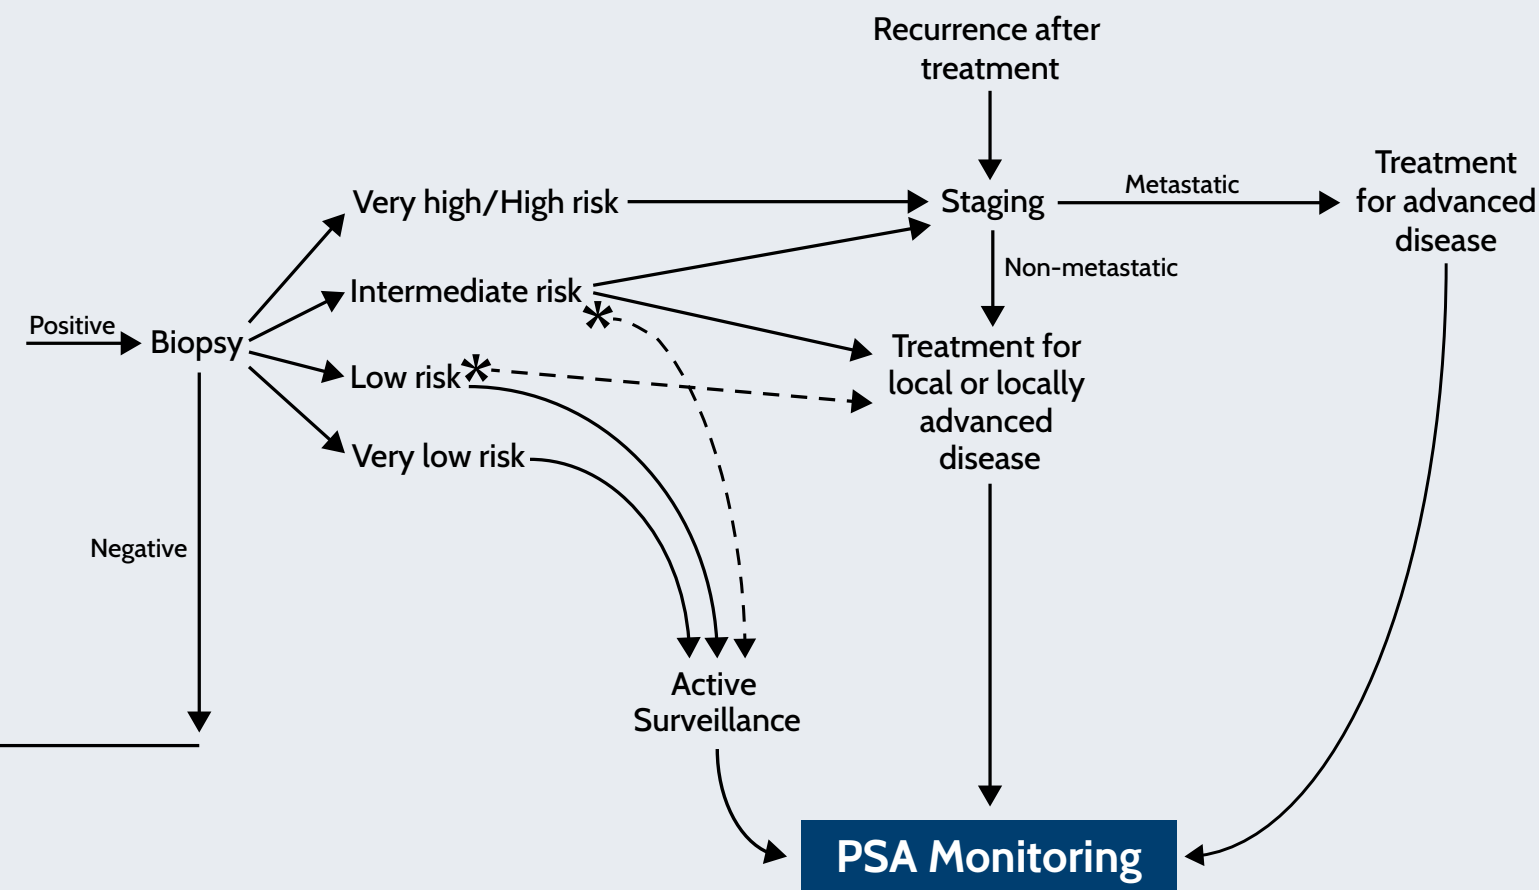 Recurrence after
treatment
Very high/High risk
Staging
Metastatic
Treatment
for advanced
disease
Non-metastatic
Intermediate risk
*
Positive
Biopsy
Low risk
*
Treatment for
local or locally
advanced
disease
Very low risk
Negative
Active
Surveillance
PSA Monitoring